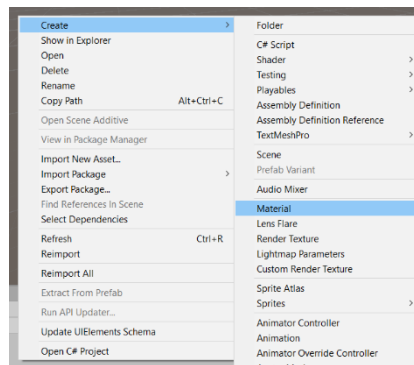 Create
Show in Explorer
Open
Delete
Rename
Copy Path Alt+Ctrl+C
Open Scene Additive
View in Package Manager
Import New Asset...
Import Package
Export Package...
Find References In Scene
Select Dependencies
Refresh Ctrl+R
Reimport
Reimport All
Extract From Prefab
Run API Updater...
Update UIElements Schema
Open C# Project
Folder
C# Script
Shader
Testing
Playables
Assembly Definition
Assembly Definition Reference
TextMeshPro
Scene
Prefab Variant
Audio Mixer
Material
Lens Flare
Render Texture
Lightmap Parameters
Custom Render Texture
Sprite Atlas
Sprites
Animator Controller
Animation
Animator Override Controller